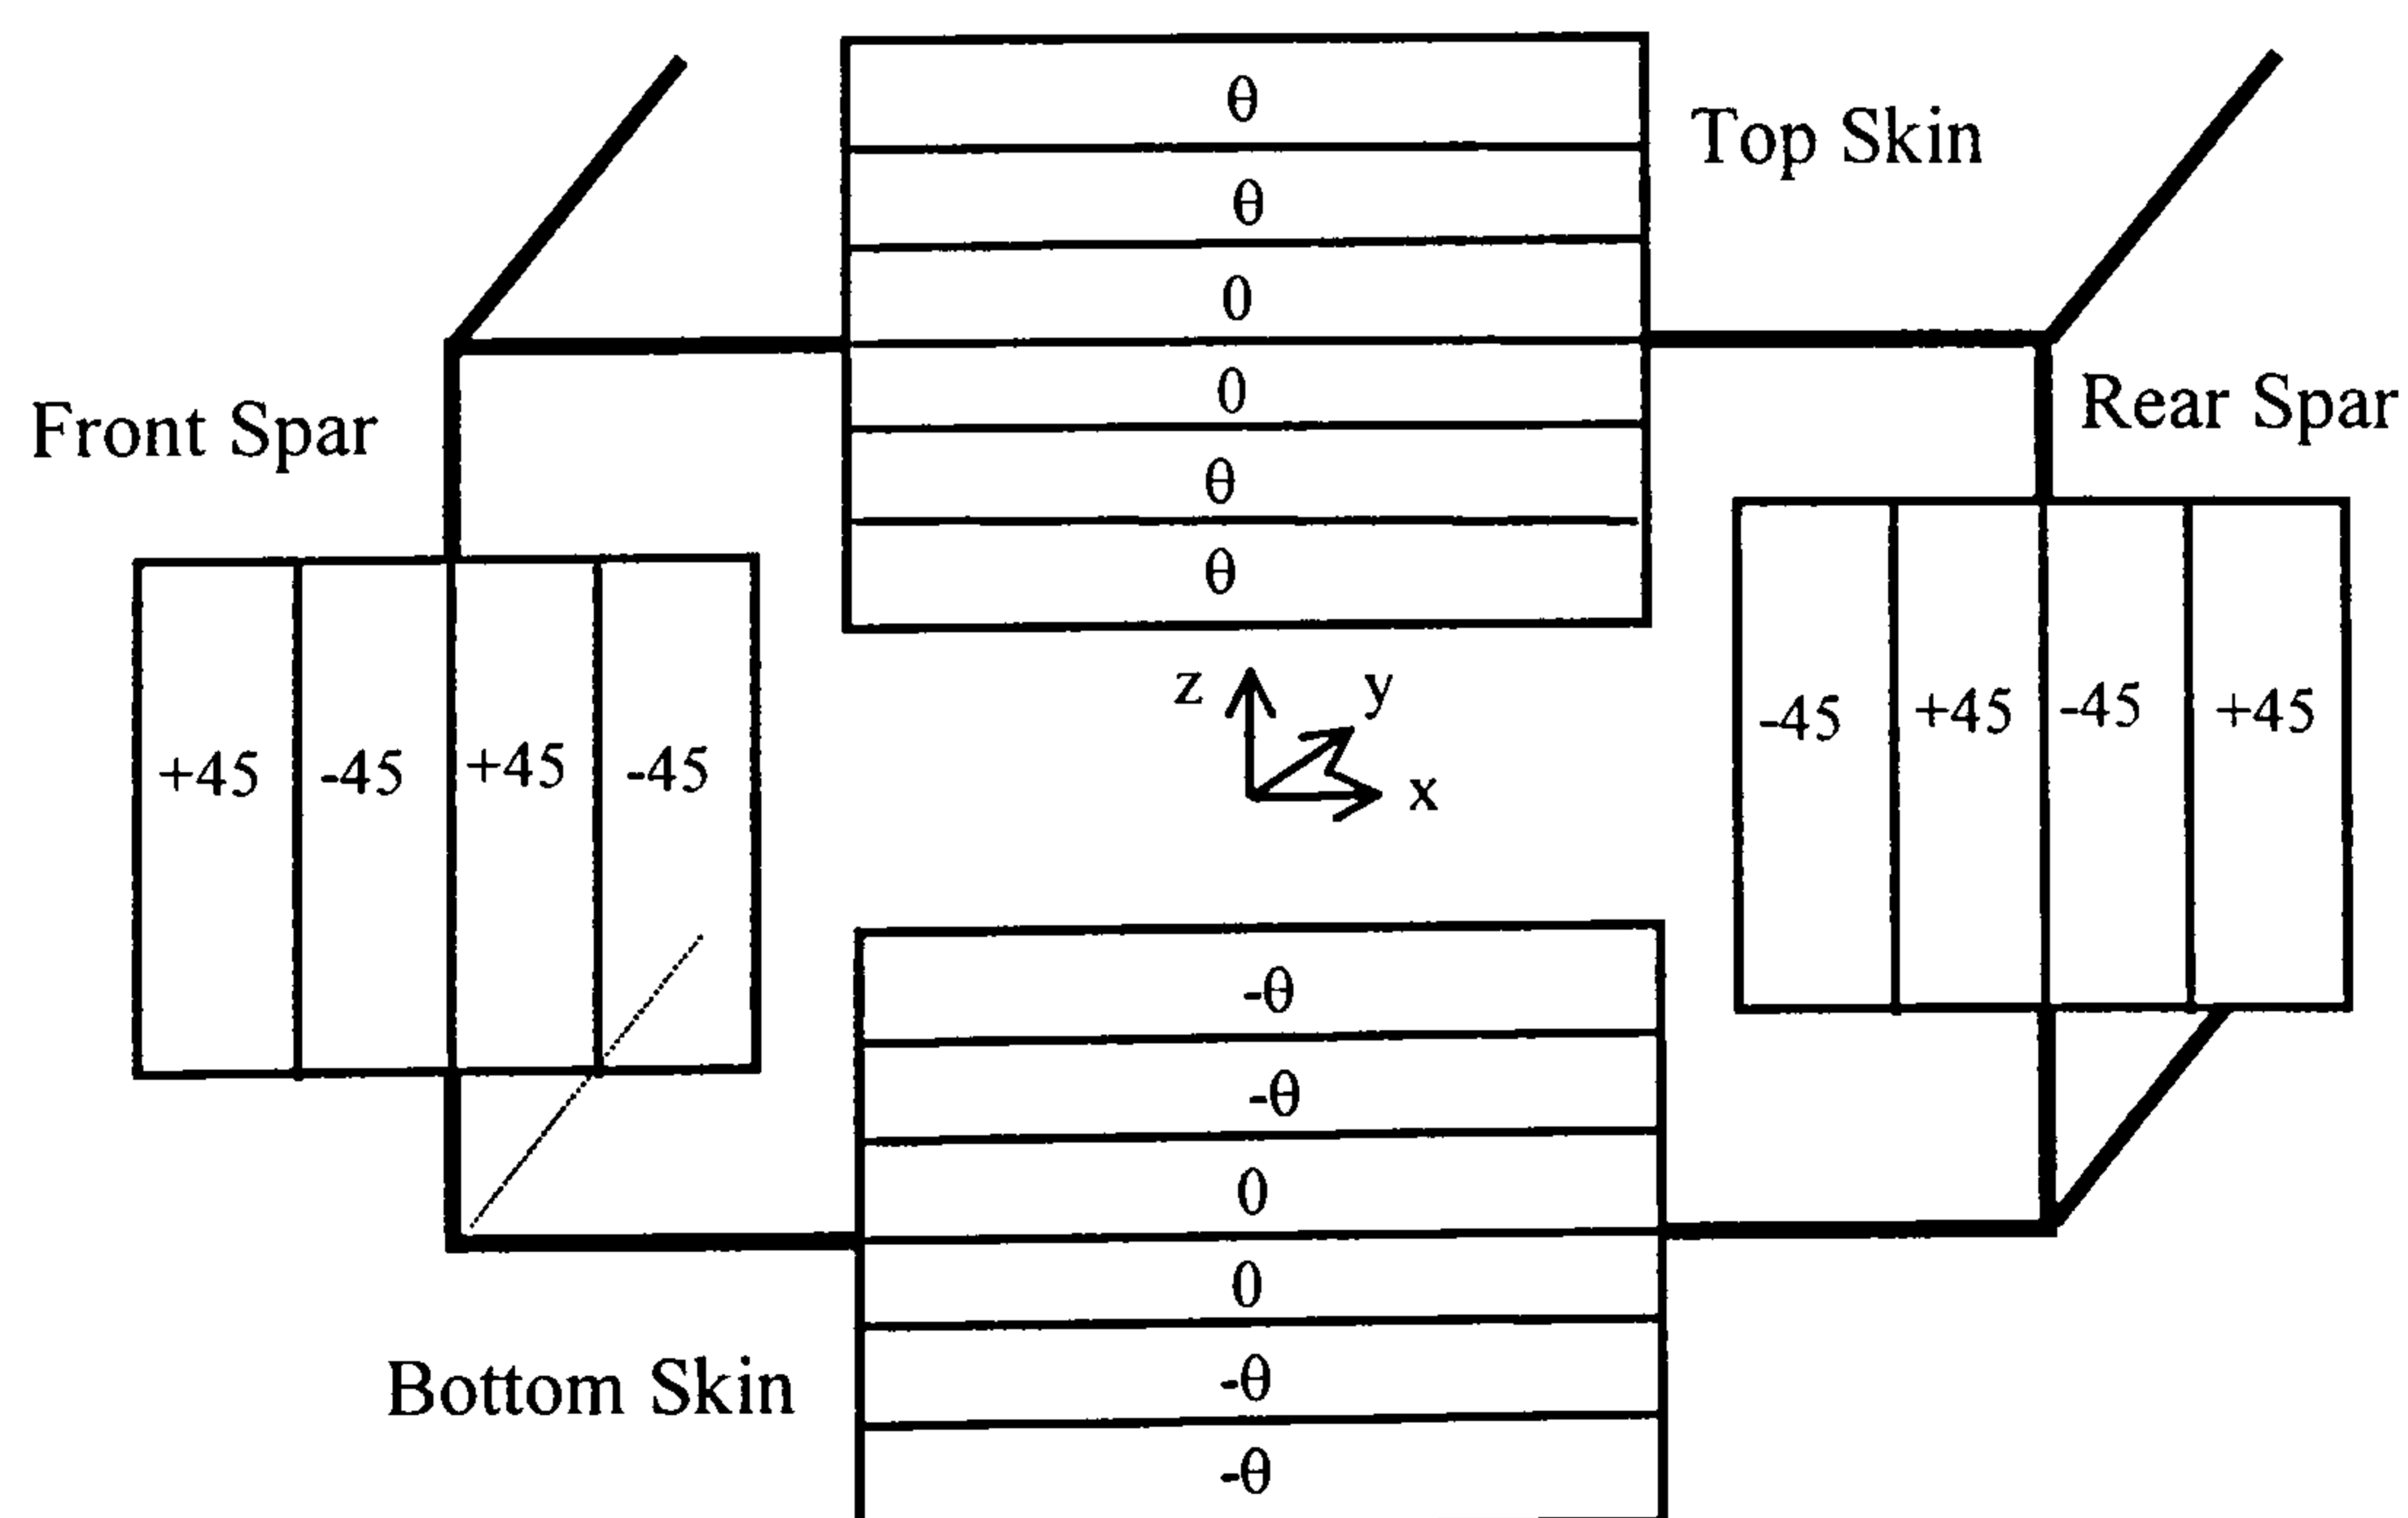 θ
Top Skin
θ
0
0
θ
θ
Front Spar
Rear Spar
+45 -45 +45 -45
z y x
-45 +45 -45 +45
-θ
-θ
0
0
-θ
-θ
Bottom Skin